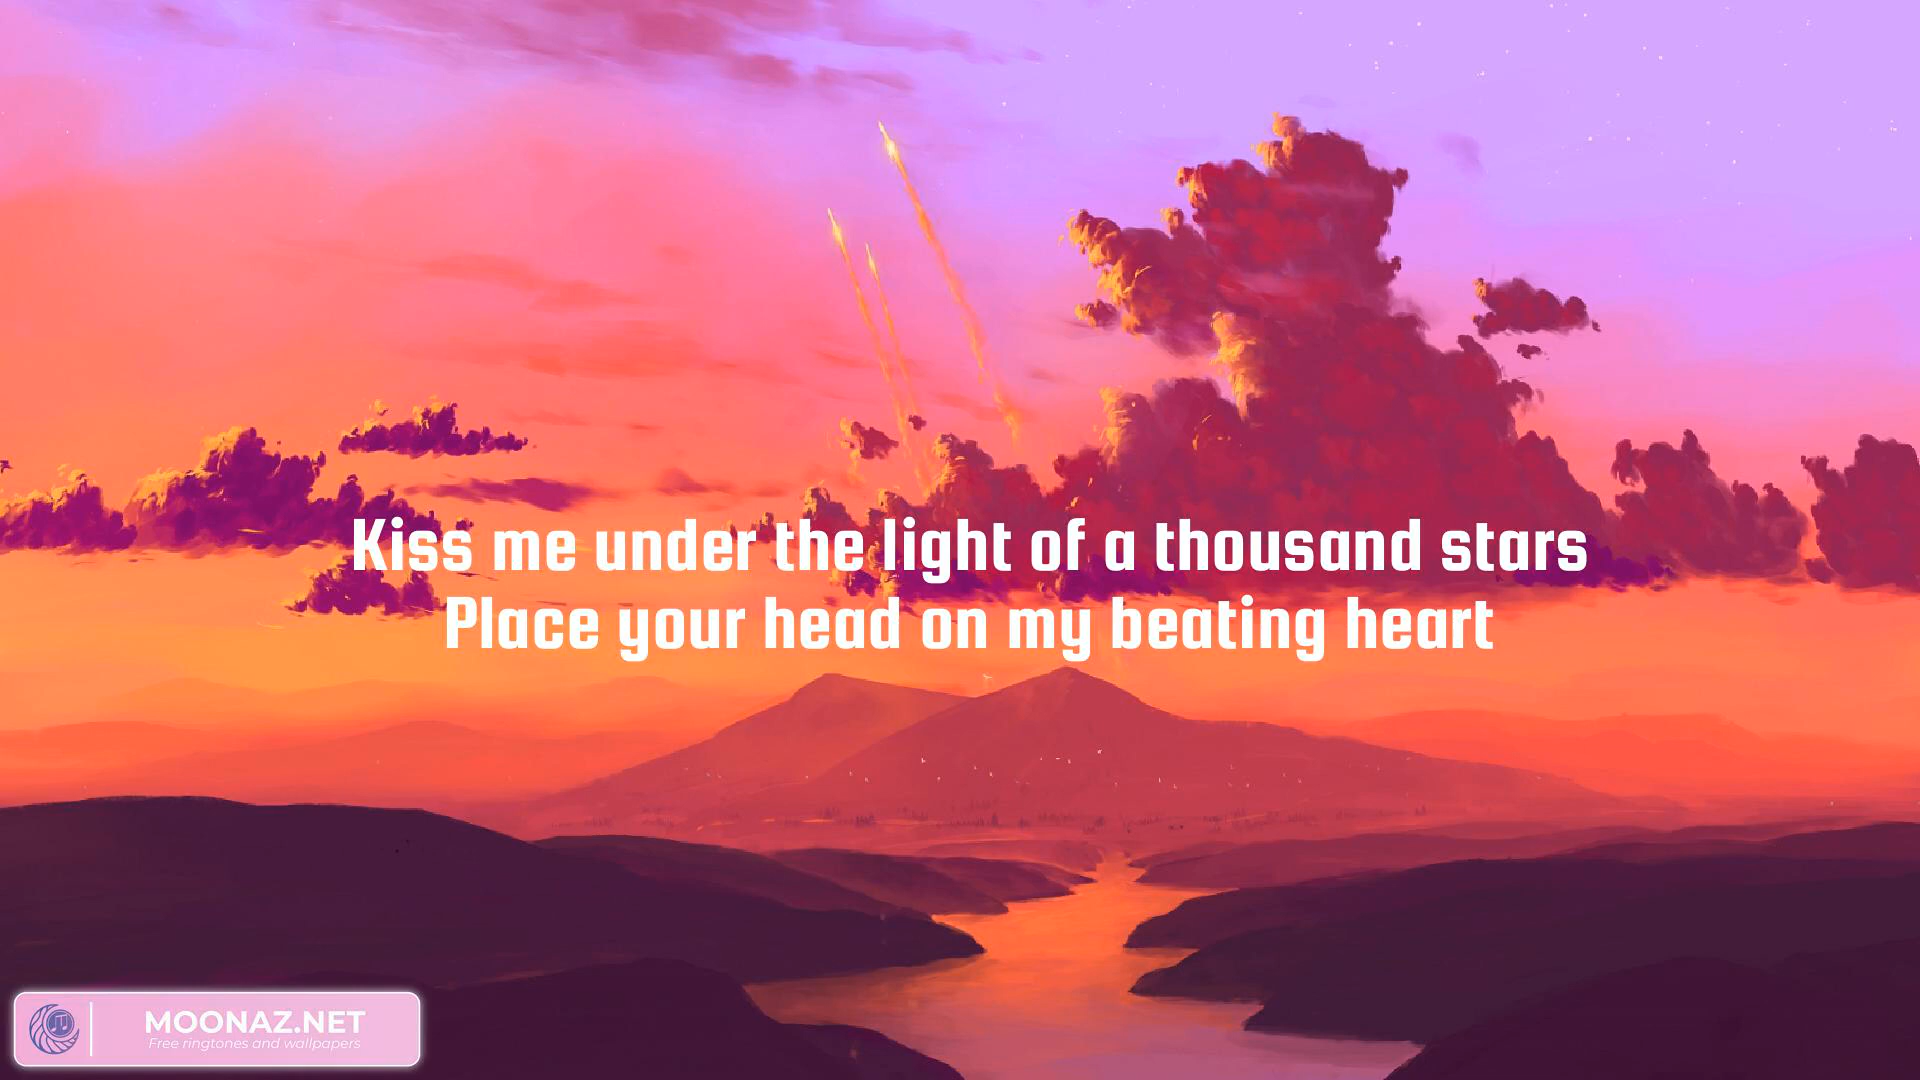 Kiss me under the light of a thousand stars
Place your head on my beating heart
MOONAZ.NET
Free ringtones and wallpapers